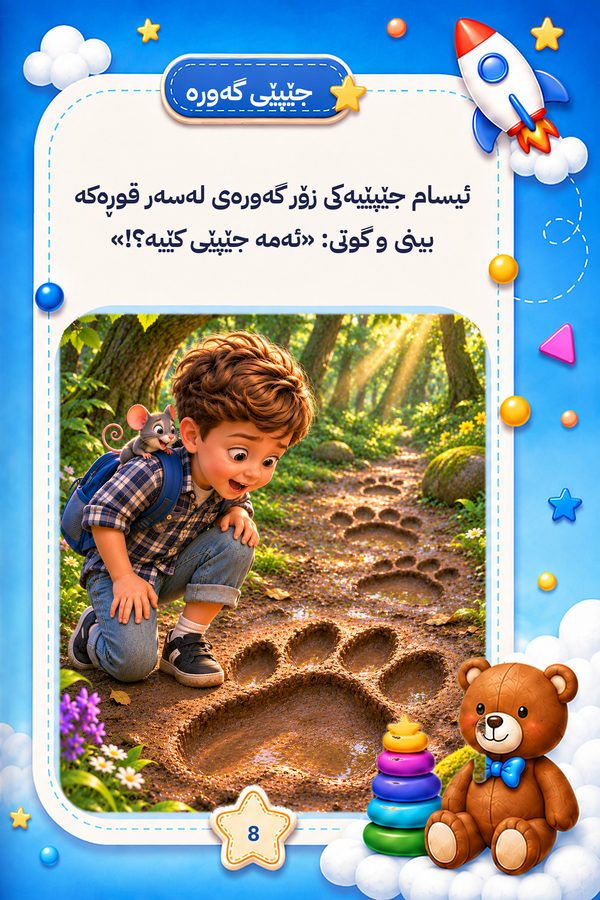 جێپێی گەورە
ئیسام جێپێیەکی زۆر گەورەی لەسەر قوڕەکە
بینی و گوتی: «ئەمە جێپێی کێیە؟!»
8